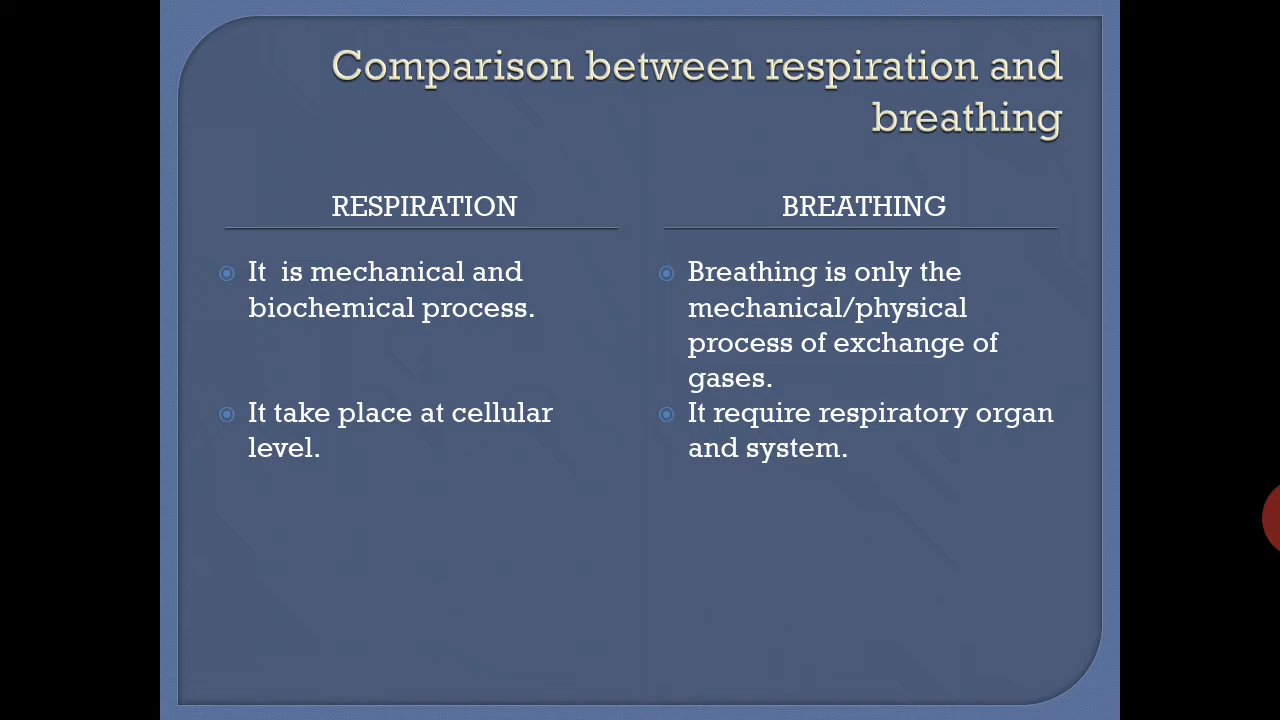 Comparison between respiration and
breathing
RESPIRATION
It  is mechanical and
biochemical process.
It take place at cellular
level.
BREATHING
Breathing is only the
mechanical/physical
process of exchange of
gases.
It require respiratory organ
and system.